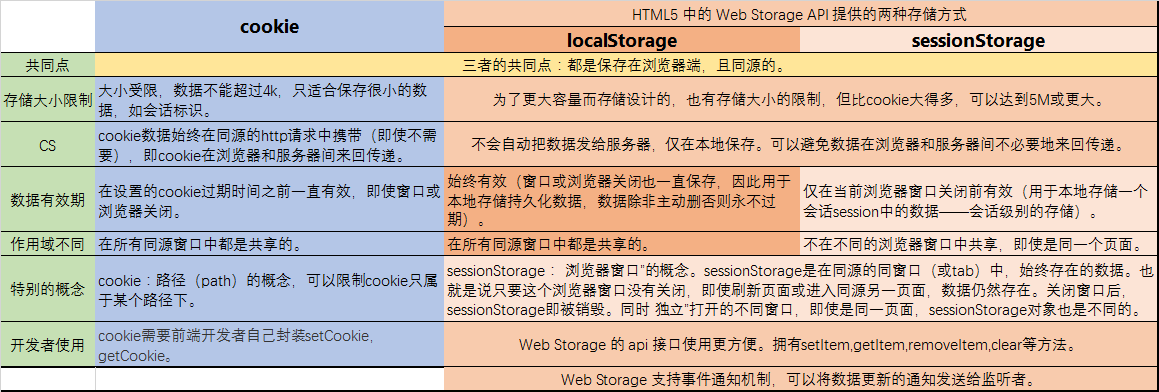 HTML5 中的 Web Storage API 提供的两种存储方式
cookie
localStorage
sessionStorage
共同点
三者的共同点：都是保存在浏览器端，且同源的。
存储大小限制
大小受限，数据不能超过4k，只适合保存很小的数
据，如会话标识。
为了更大容量而存储设计的，也有存储大小的限制，但比cookie大得多，可以达到5M或更大。
CS
cookie数据始终在同源的http请求中携带（即使不需
要），即cookie在浏览器和服务器间来回传递。
不会自动把数据发给服务器，仅在本地保存。可以避免数据在浏览器和服务器间不必要地来回传递。
数据有效期
在设置的cookie过期时间之前一直有效，即使窗口或
浏览器关闭。
始终有效（窗口或浏览器关闭也一直保存，因此用于
本地存储持久化数据，数据除非主动删否则永不过
期）。
仅在当前浏览器窗口关闭前有效（用于本地存储一个
会话session中的数据——会话级别的存储）。
作用域不同
在所有同源窗口中都是共享的。
在所有同源窗口中都是共享的。
不在不同的浏览器窗口中共享，即使是同一个页面。
特别的概念
cookie：路径（path）的概念，可以限制cookie只属
于某个路径下。
sessionStorage： 浏览器窗口”的概念。sessionStorage是在同源的同窗口（或tab）中，始终存在的数据。也
就是说只要这个浏览器窗口没有关闭，即使刷新页面或进入同源另一页面，数据仍然存在。关闭窗口后，
sessionStorage即被销毁。同时 独立”打开的不同窗口，即使是同一页面，sessionStorage对象也是不同的。
开发者使用
cookie需要前端开发者自己封装setCookie，
getCookie。
Web Storage 的 api 接口使用更方便。拥有setItem,getItem,removeItem,clear等方法。
Web Storage 支持事件通知机制，可以将数据更新的通知发送给监听者。